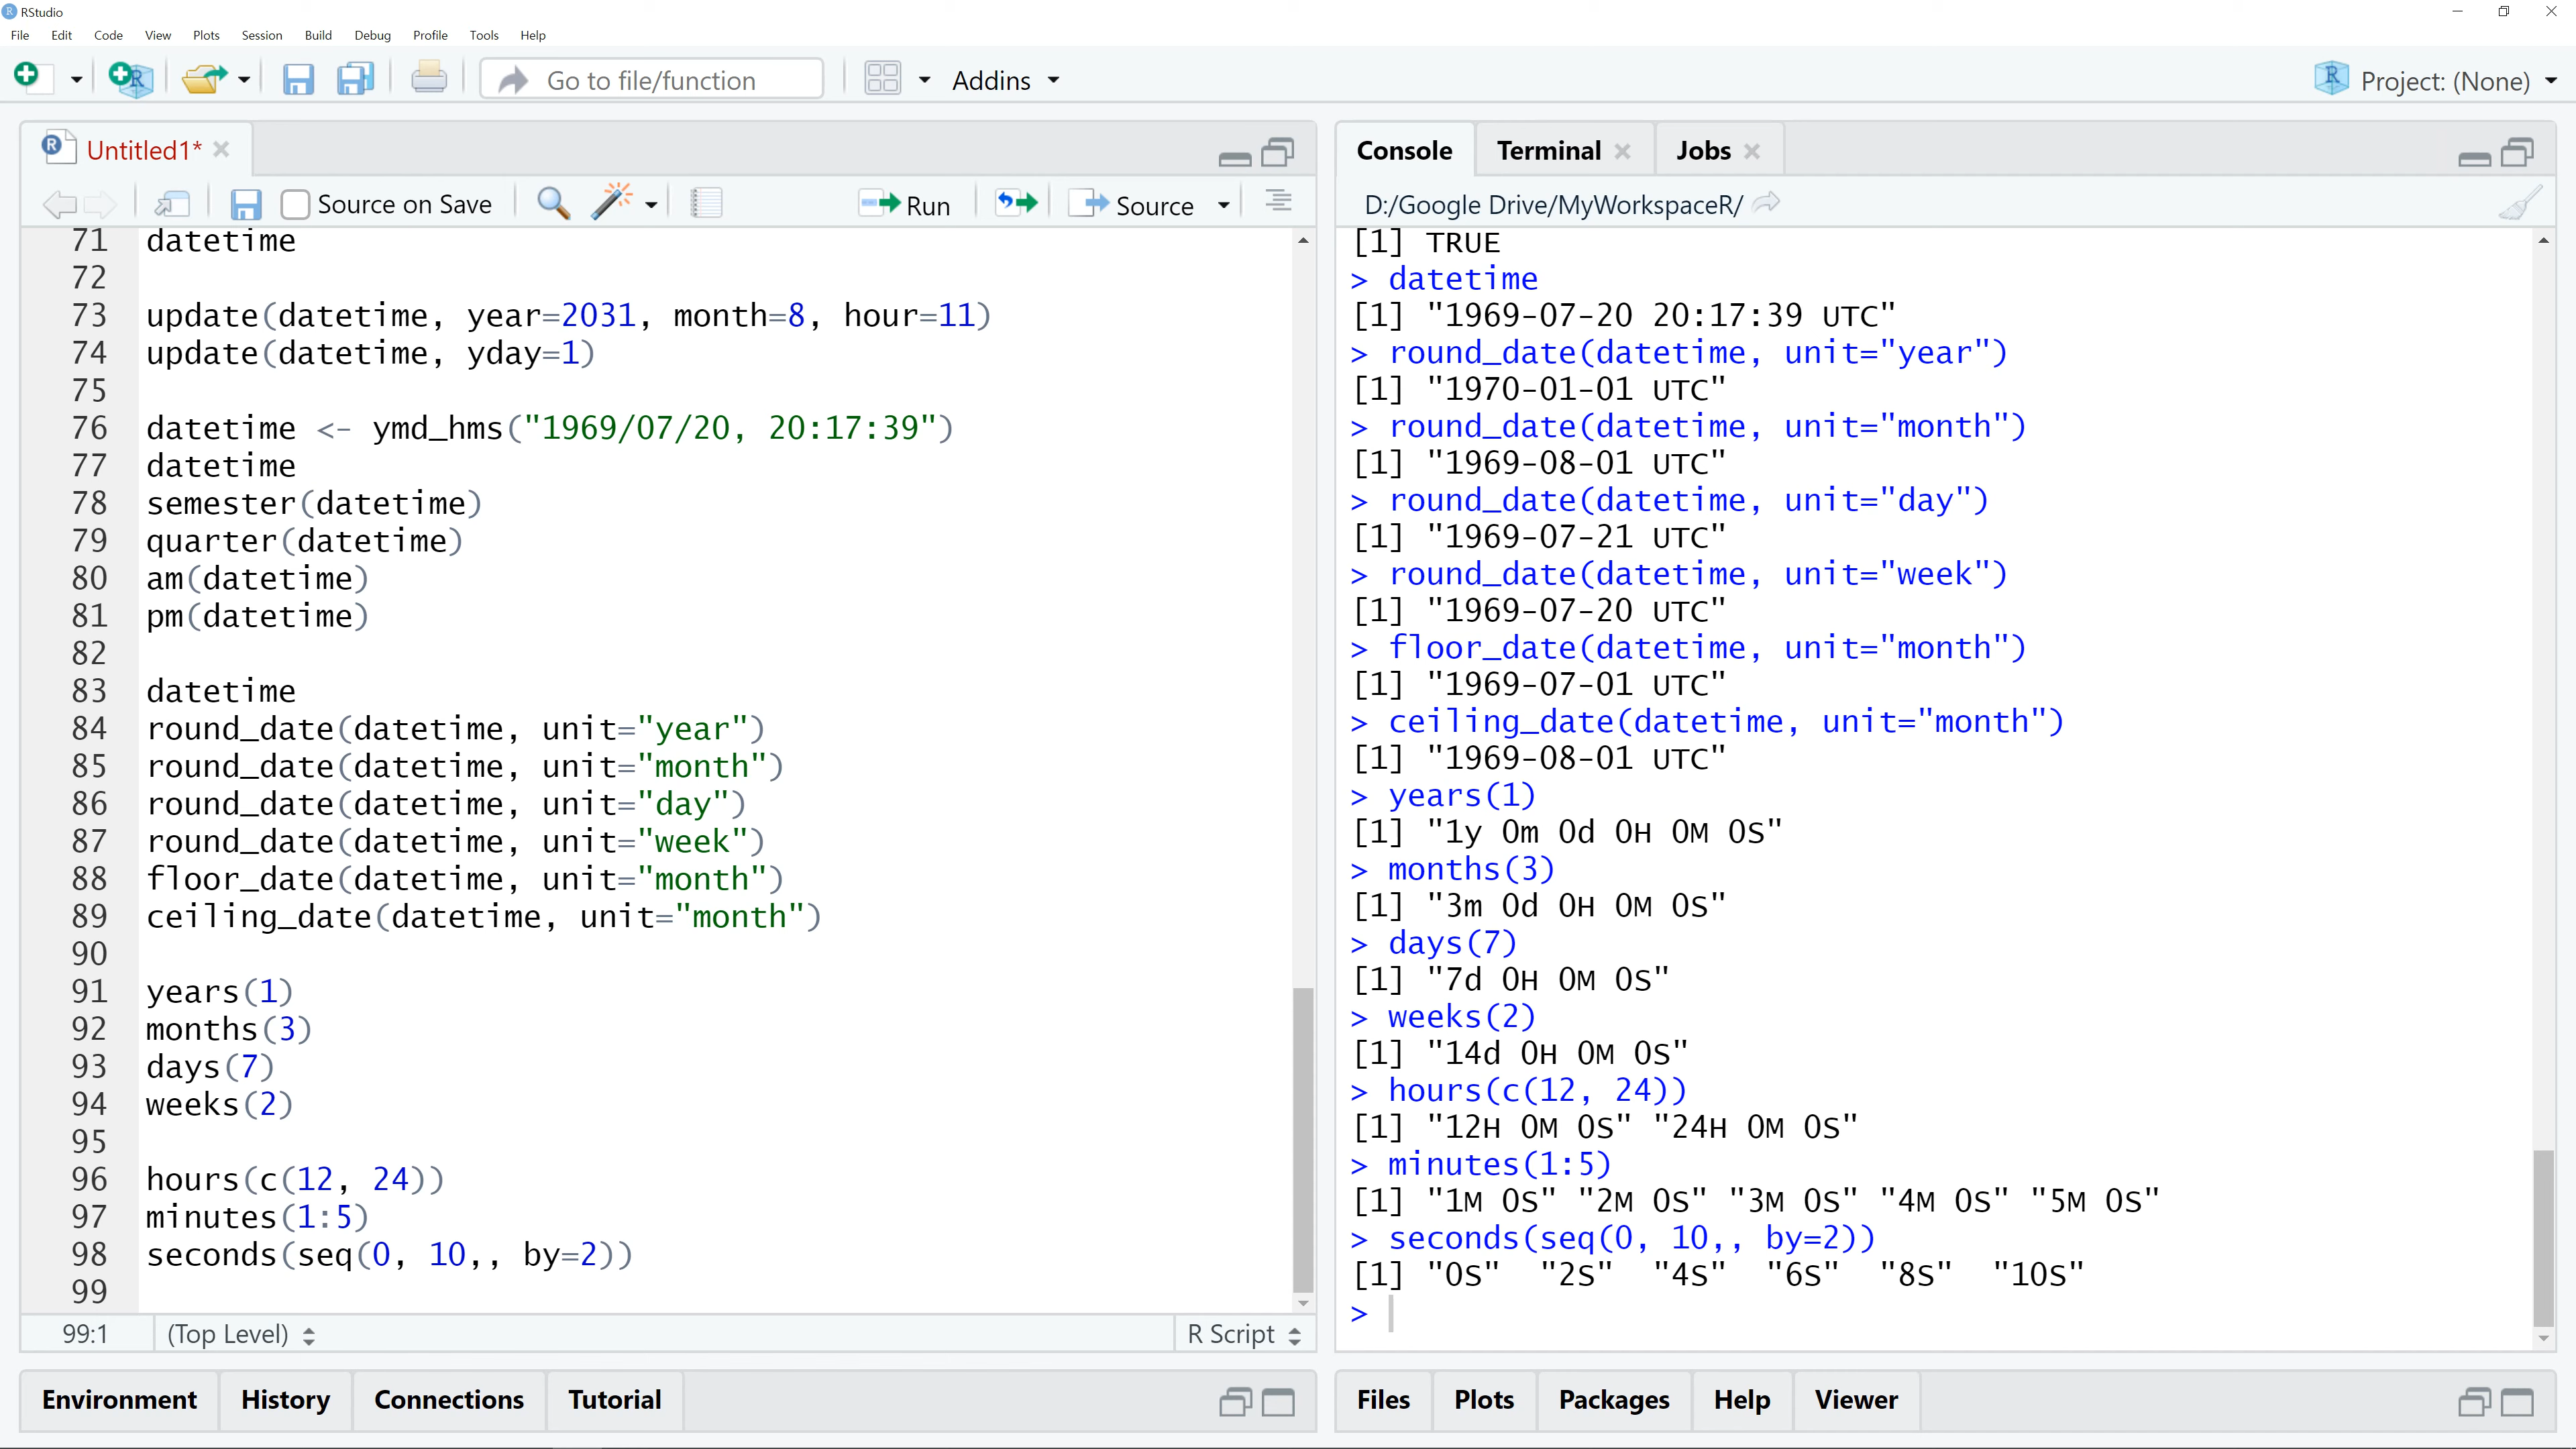 RStudio
File Edit Code View Plots Session Build Debug Profile Tools Help
Go to file/function Addins Project: (None)
Untitled1*
Source on Save Run Source
71 datetime
72
73 update(datetime, year=2031, month=8, hour=11)
74 update(datetime, yday=1)
75
76 datetime <- ymd_hms("1969/07/20, 20:17:39")
77 datetime
78 semester(datetime)
79 quarter(datetime)
80 am(datetime)
81 pm(datetime)
82
83 datetime
84 round_date(datetime, unit="year")
85 round_date(datetime, unit="month")
86 round_date(datetime, unit="day")
87 round_date(datetime, unit="week")
88 floor_date(datetime, unit="month")
89 ceiling_date(datetime, unit="month")
90
91 years(1)
92 months(3)
93 days(7)
94 weeks(2)
95
96 hours(c(12, 24))
97 minutes(1:5)
98 seconds(seq(0, 10,, by=2))
99
99:1 (Top Level) R Script
Console Terminal Jobs
D:/Google Drive/MyWorkspaceR/
[1] TRUE
> datetime
[1] "1969-07-20 20:17:39 UTC"
> round_date(datetime, unit="year")
[1] "1970-01-01 UTC"
> round_date(datetime, unit="month")
[1] "1969-08-01 UTC"
> round_date(datetime, unit="day")
[1] "1969-07-21 UTC"
> round_date(datetime, unit="week")
[1] "1969-07-20 UTC"
> floor_date(datetime, unit="month")
[1] "1969-07-01 UTC"
> ceiling_date(datetime, unit="month")
[1] "1969-08-01 UTC"
> years(1)
[1] "1y 0m 0d 0H 0M 0S"
> months(3)
[1] "3m 0d 0H 0M 0S"
> days(7)
[1] "7d 0H 0M 0S"
> weeks(2)
[1] "14d 0H 0M 0S"
> hours(c(12, 24))
[1] "12H 0M 0S" "24H 0M 0S"
> minutes(1:5)
[1] "1M 0S" "2M 0S" "3M 0S" "4M 0S" "5M 0S"
> seconds(seq(0, 10,, by=2))
[1] "0S" "2S" "4S" "6S" "8S" "10S"
>
Environment History Connections Tutorial
Files Plots Packages Help Viewer